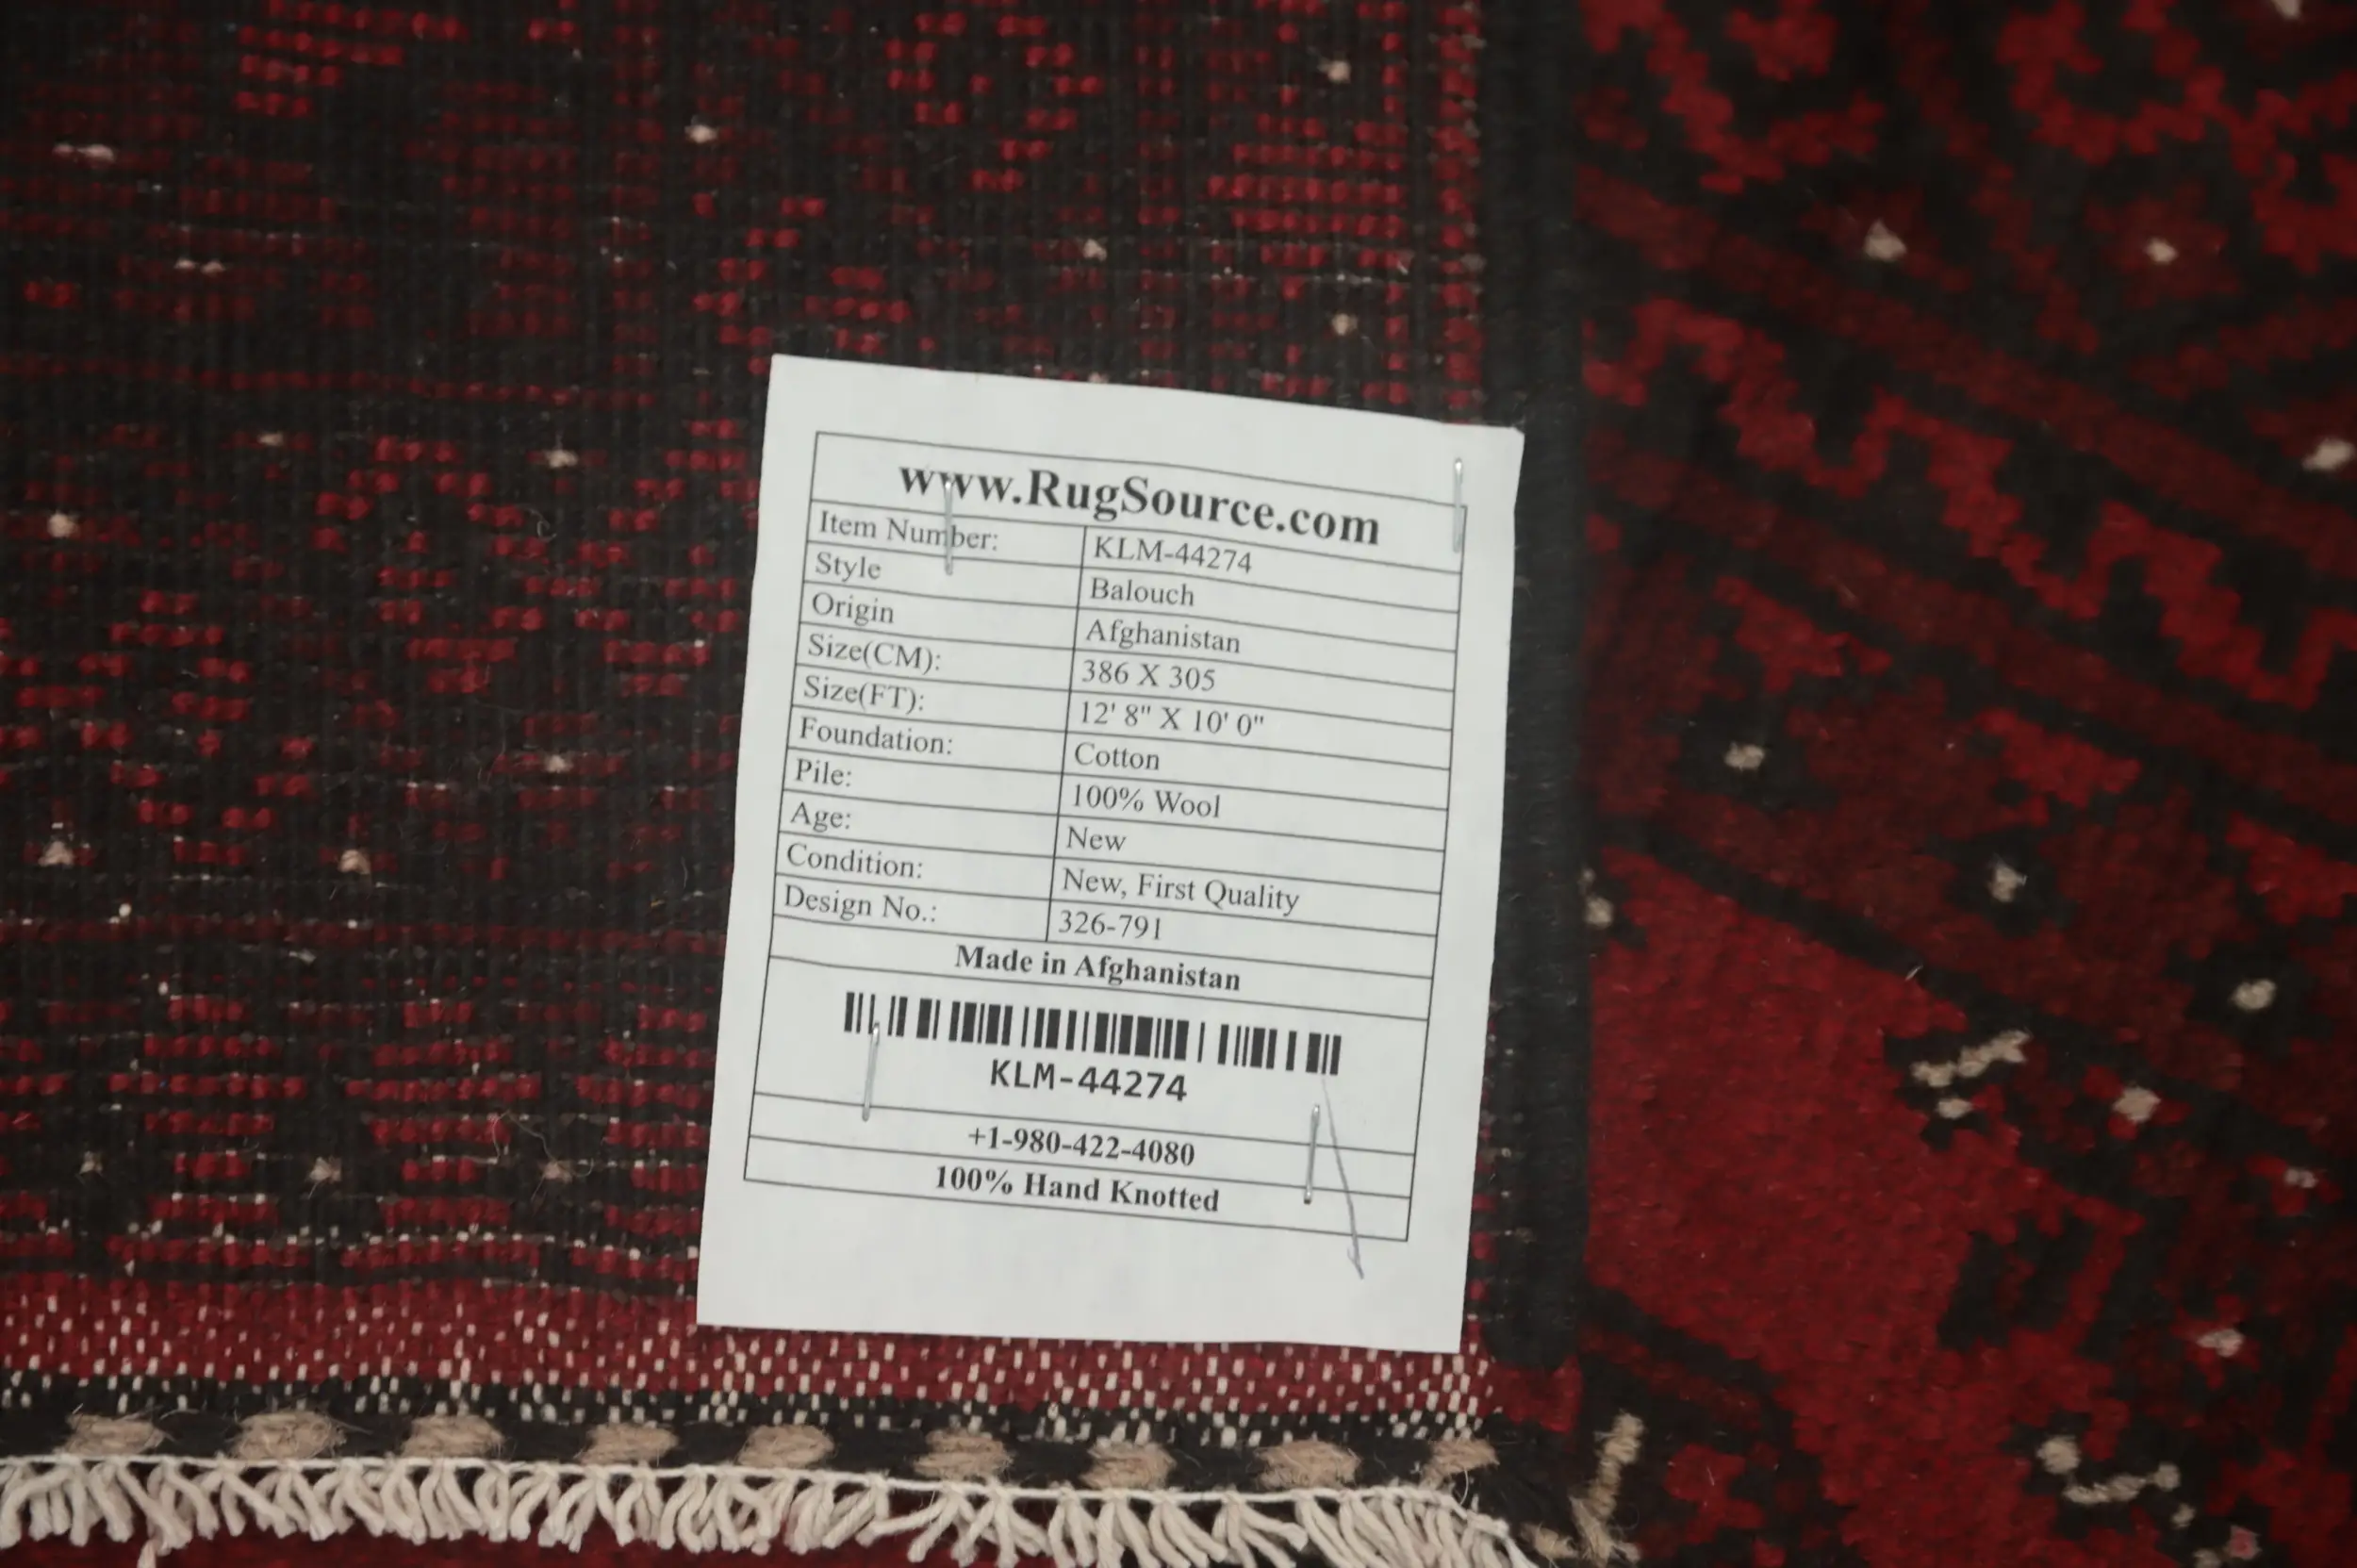 www.RugSource.com
Item Number: KLM-44274
Style Balouch
Origin Afghanistan
Size(CM): 386 X 305
Size(FT): 12' 8" X 10' 0"
Foundation: Cotton
Pile: 100% Wool
Age: New
Condition: New, First Quality
Design No.: 326-791
Made in Afghanistan
KLM-44274
+1-980-422-4080
100% Hand Knotted